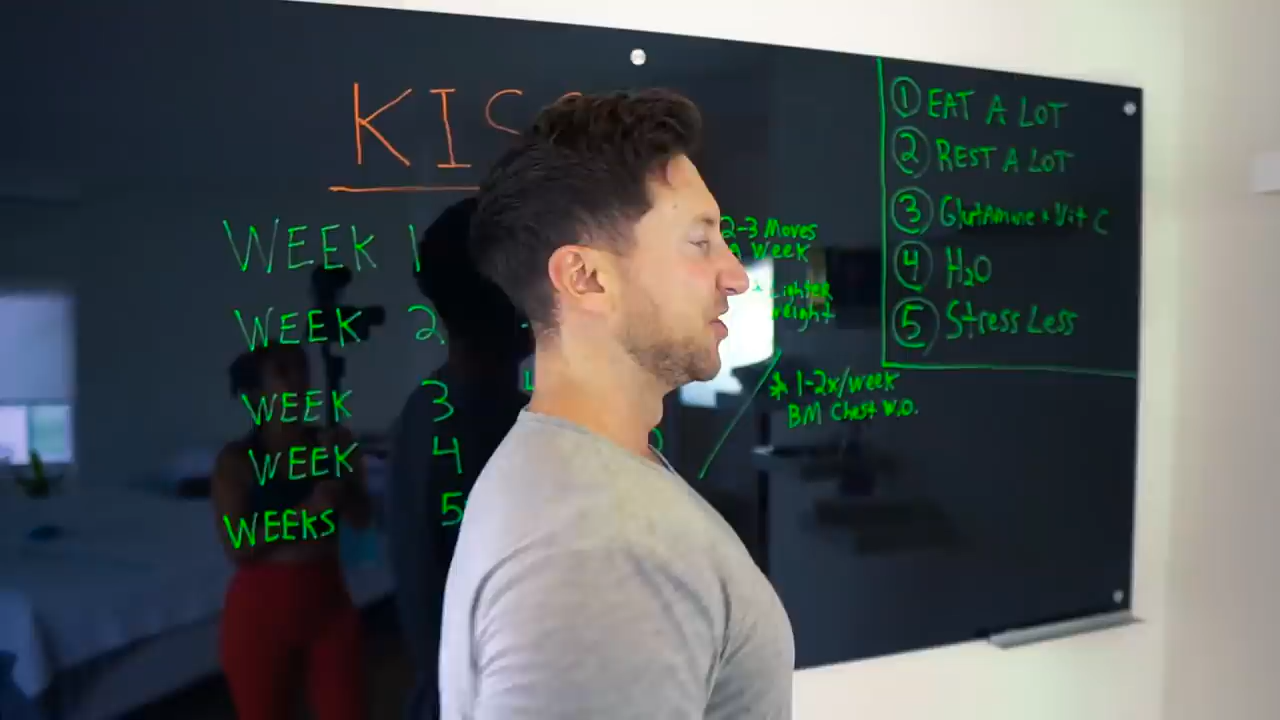 KIS
WEEK 1
WEEK 2
WEEK 3
WEEK 4
WEEKS 5
2-3 Moves
A Week
* Lighter
weight
* 1-2x/week
BM Chest W.O.
① EAT A LOT
② REST A LOT
③ Glutamine + Vit C
④ H₂O
⑤ Stress Less